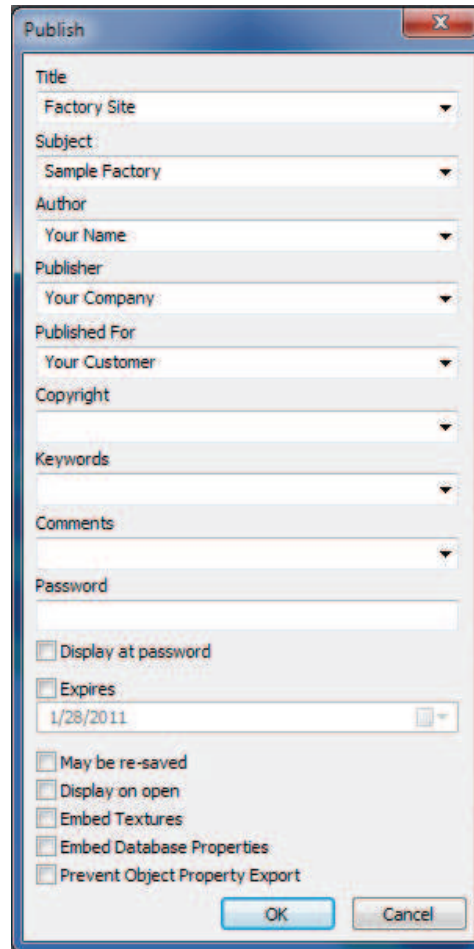 Publish
Title
Factory Site
Subject
Sample Factory
Author
Your Name
Publisher
Your Company
Published For
Your Customer
Copyright
Keywords
Comments
Password
Display at password
Expires
1/28/2011
May be re-saved
Display on open
Embed Textures
Embed Database Properties
Prevent Object Property Export
OK Cancel